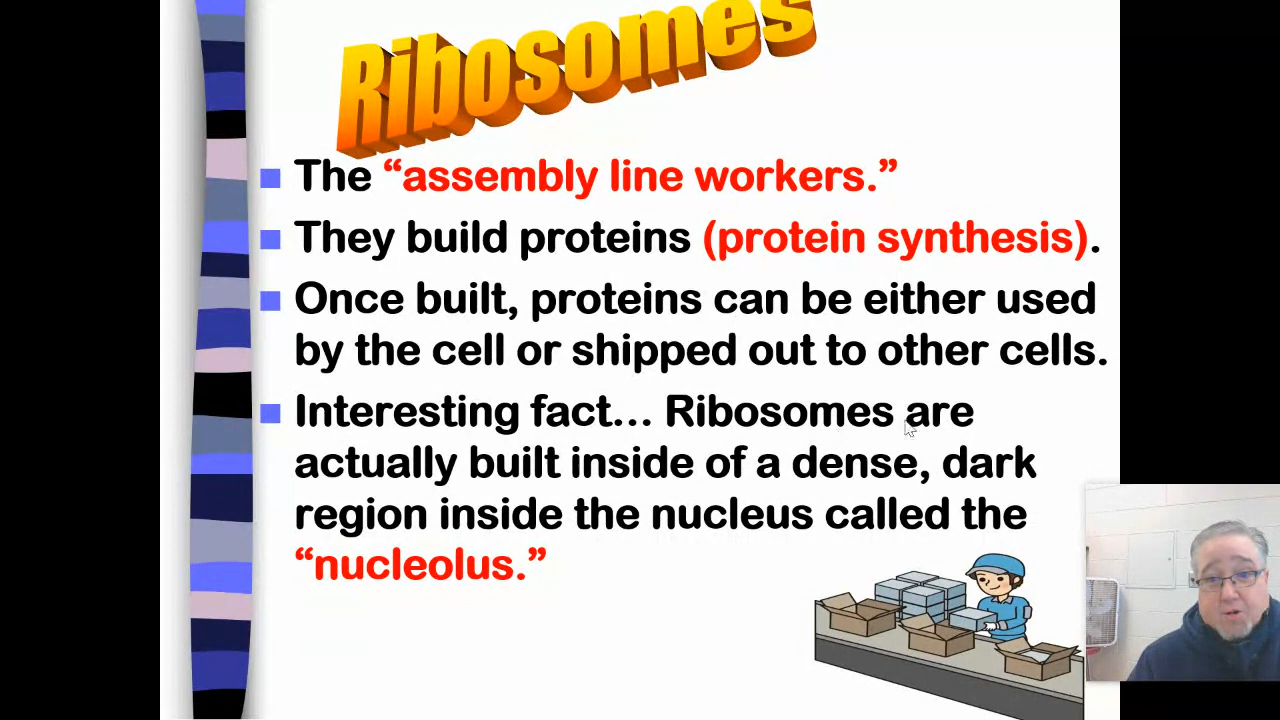 Ribosomes
The “assembly line workers.”
They build proteins (protein synthesis).
Once built, proteins can be either used
by the cell or shipped out to other cells.
Interesting fact… Ribosomes are
actually built inside of a dense, dark
region inside the nucleus called the
“nucleolus.”